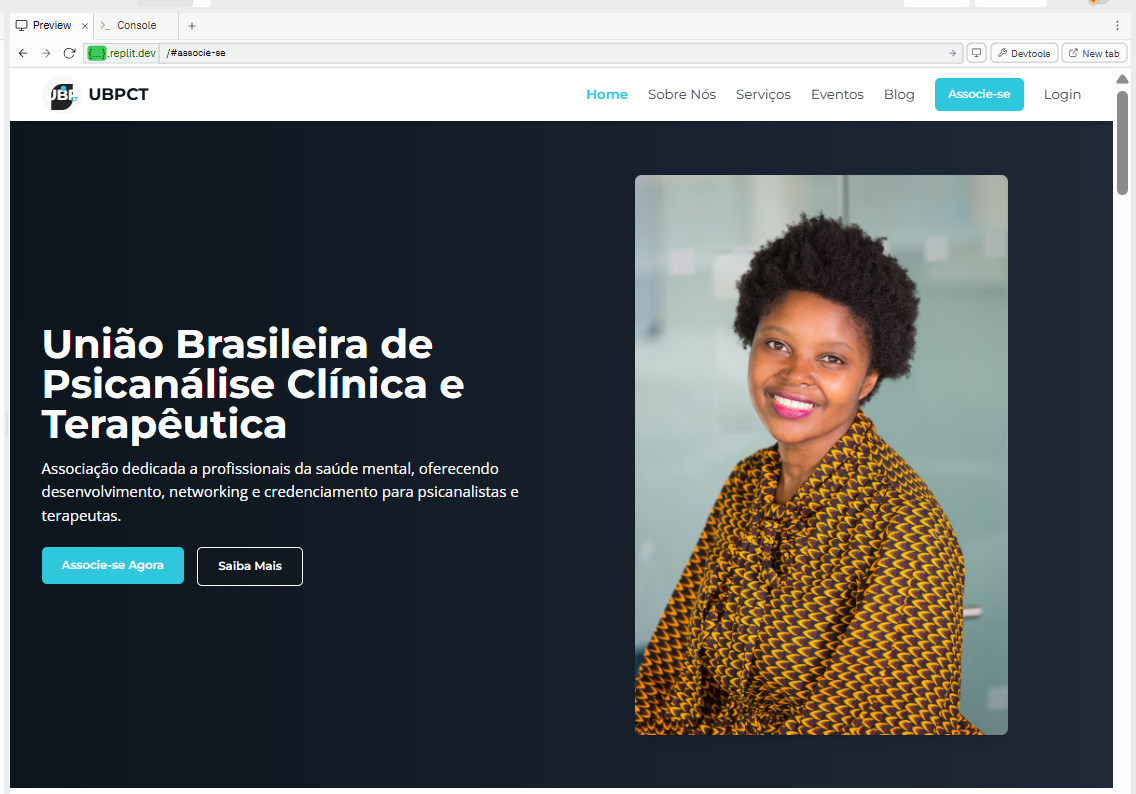 Preview
Console
{...}.replit.dev
/#associe-se
Devtools
New tab
UBPCT
Home
Sobre Nós
Serviços
Eventos
Blog
Associe-se
Login
União Brasileira de
Psicanálise Clínica e
Terapêutica
Associação dedicada a profissionais da saúde mental, oferecendo
desenvolvimento, networking e credenciamento para psicanalistas e
terapeutas.
Associe-se Agora
Saiba Mais